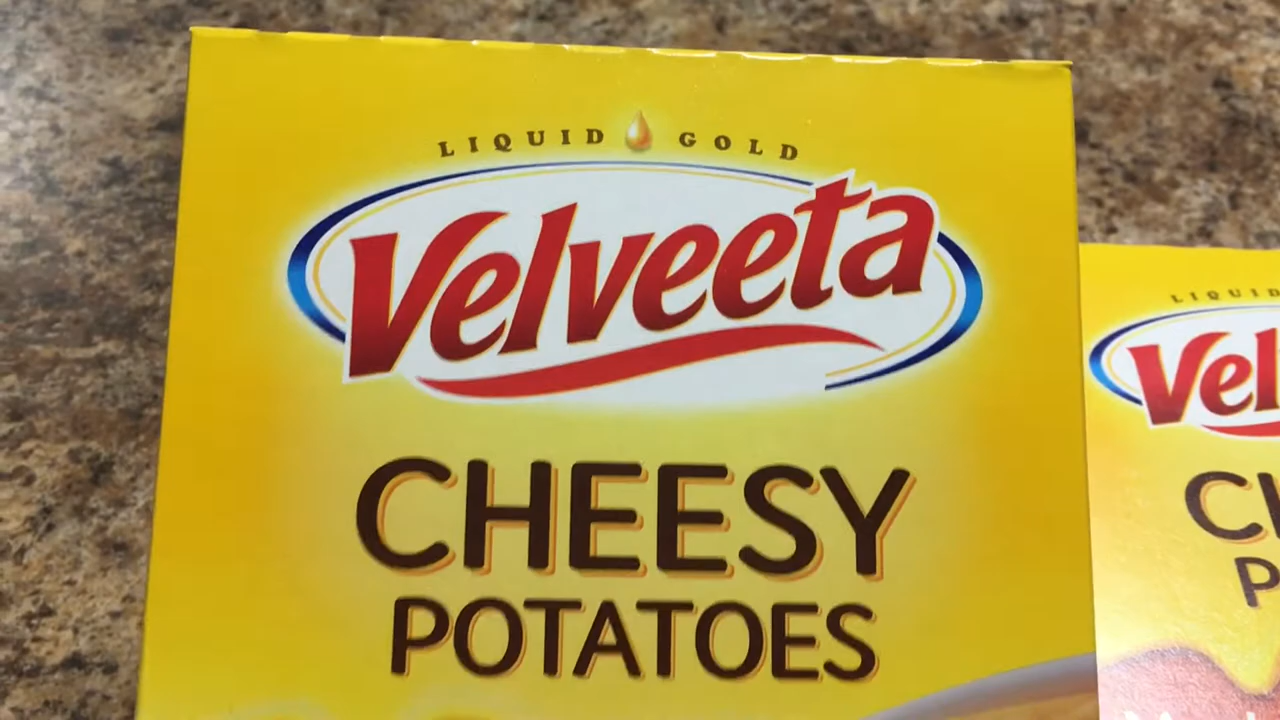 LIQUID GOLD
Velveeta
CHEESY
POTATOES
LIQUID
Vel